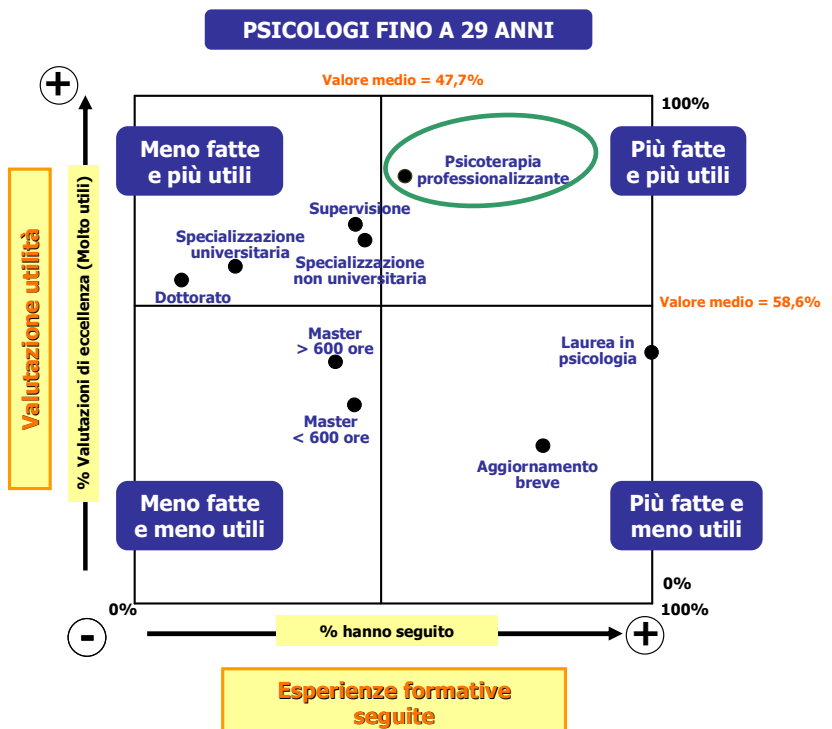 PSICOLOGI FINO A 29 ANNI
Valore medio = 47,7%
+
100%
Meno fatte
e più utili
Psicoterapia
professionalizzante
Più fatte
e più utili
Supervisione
Specializzazione
universitaria
Specializzazione
non universitaria
Dottorato
Valore medio = 58,6%
Valutazione utilità
% Valutazioni di eccellenza (Molto utili)
Master
> 600 ore
Laurea in
psicologia
Master
< 600 ore
Aggiornamento
breve
Meno fatte
e meno utili
Più fatte e
meno utili
0%
0%
100%
-
% hanno seguito
+
Esperienze formative
seguite